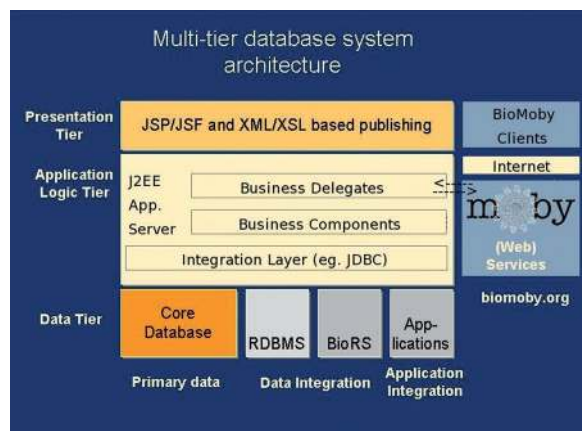 Multi-tier database system
architecture
Presentation
Tier
JSP/JSF and XML/XSL based publishing
BioMoby
Clients
Application
Logic Tier
J2EE
App.
Server
Business Delegates
Business Components
Integration Layer (eg. JDBC)
Internet
moby
(Web)
Services
biomoby.org
Data Tier
Core
Database
RDBMS
BioRS
App-
lications
Primary data
Data Integration
Application
Integration